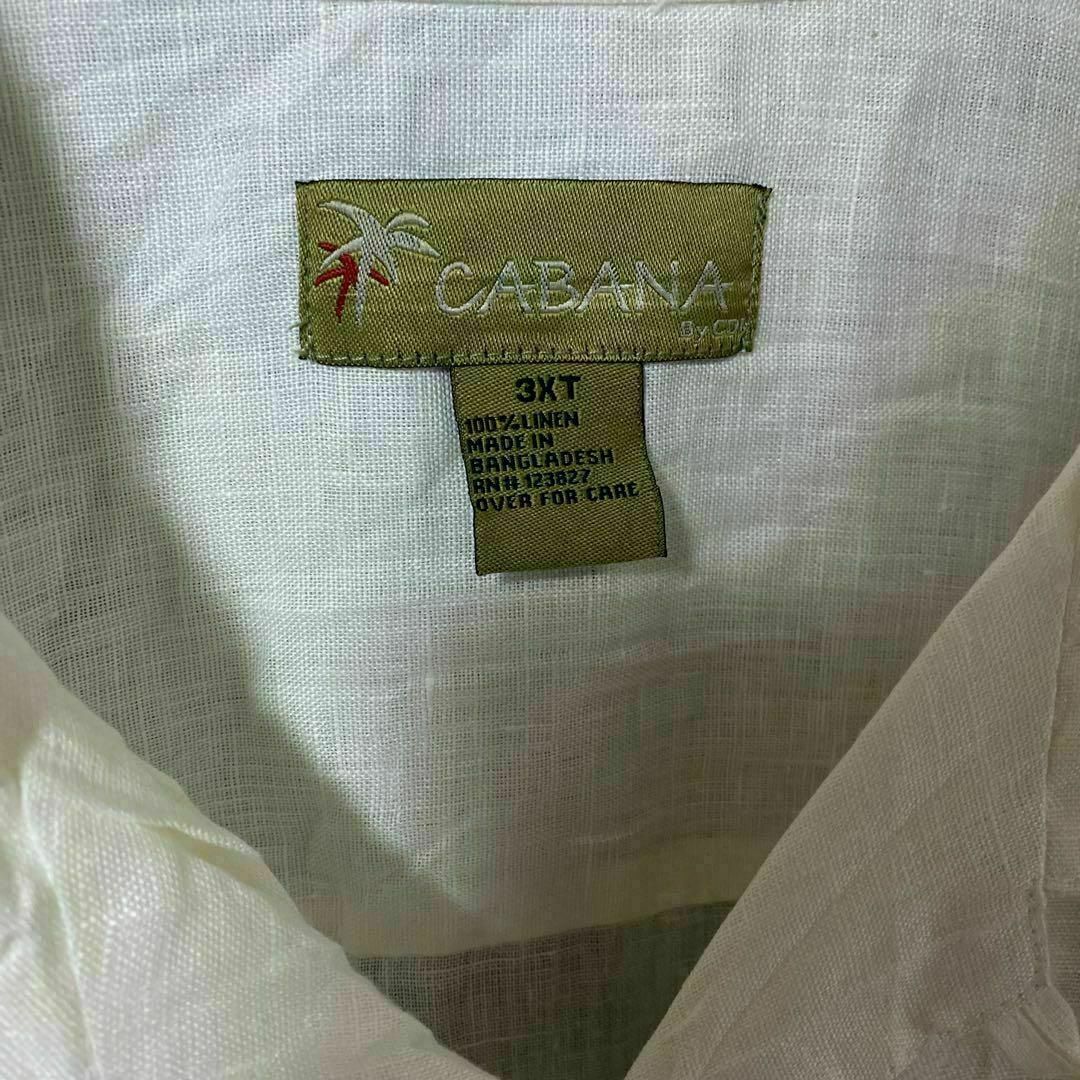 CABANA
By
3XT
100% LINEN
MADE IN
BANGLADESH
RN# 123827
OVER FOR CARE